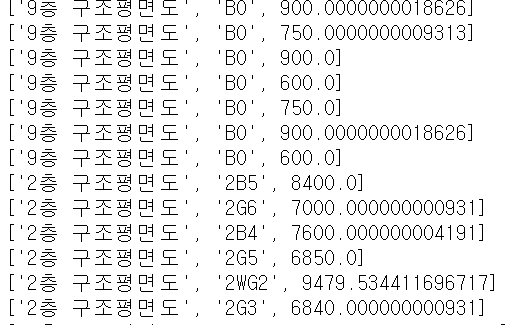 ['9층 구조평면도', 'B0', 900.0000000018626]
['9층 구조평면도', 'B0', 750.0000000009313]
['9층 구조평면도', 'B0', 900.0]
['9층 구조평면도', 'B0', 600.0]
['9층 구조평면도', 'B0', 750.0]
['9층 구조평면도', 'B0', 900.0000000018626]
['9층 구조평면도', 'B0', 600.0]
['2층 구조평면도', '2B5', 8400.0]
['2층 구조평면도', '2G6', 7000.000000000931]
['2층 구조평면도', '2B4', 7600.000000004191]
['2층 구조평면도', '2G5', 6850.0]
['2층 구조평면도', '2WG2', 9479.534411696717]
['2층 구조평면도', '2G3', 6840.000000000931]